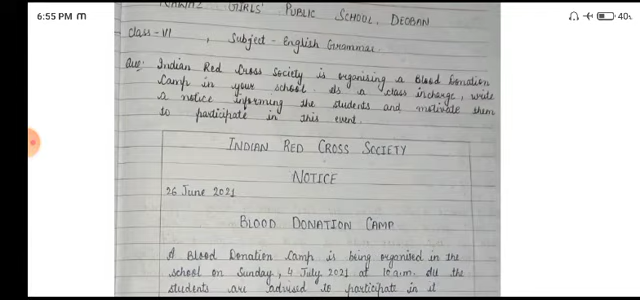 6:55 PM
40%
NAWAZ GIRLS' PUBLIC SCHOOL, DEOBAN
Class-VI , Subject - English Grammar
Que: Indian Red Cross Society is organising a Blood Donation
Camp in your school. As a class incharge, write
a notice informing the students and motivate them
to participate in this event.
INDIAN RED CROSS SOCIETY
NOTICE
26 June 2021
BLOOD DONATION CAMP
A Blood Donation Camp is being organised in the
school on Sunday, 4 July 2021 at 10 a.m. All the
students are advised to participate in it